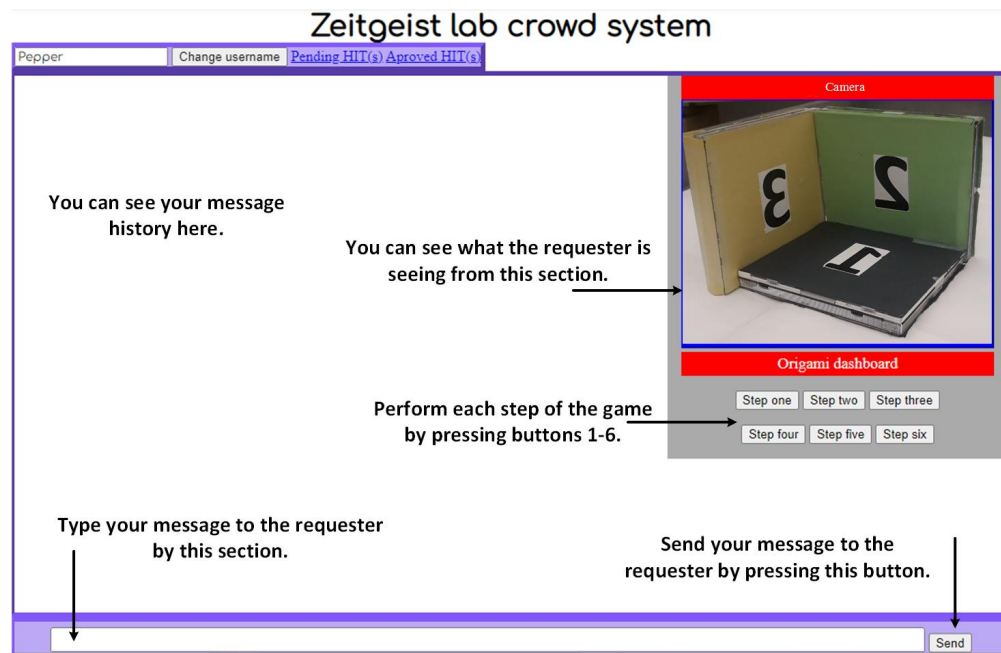 Zeitgeist lab crowd system
Pepper Change username Pending HIT(s) Aproved HIT(s)
Camera
3 2
1
You can see your message
history here.
You can see what the requester is
seeing from this section.
Origami dashboard
Step one Step two Step three
Perform each step of the game
by pressing buttons 1-6.
Step four Step five Step six
Type your message to the requester
by this section.
Send your message to the
requester by pressing this button.
Send